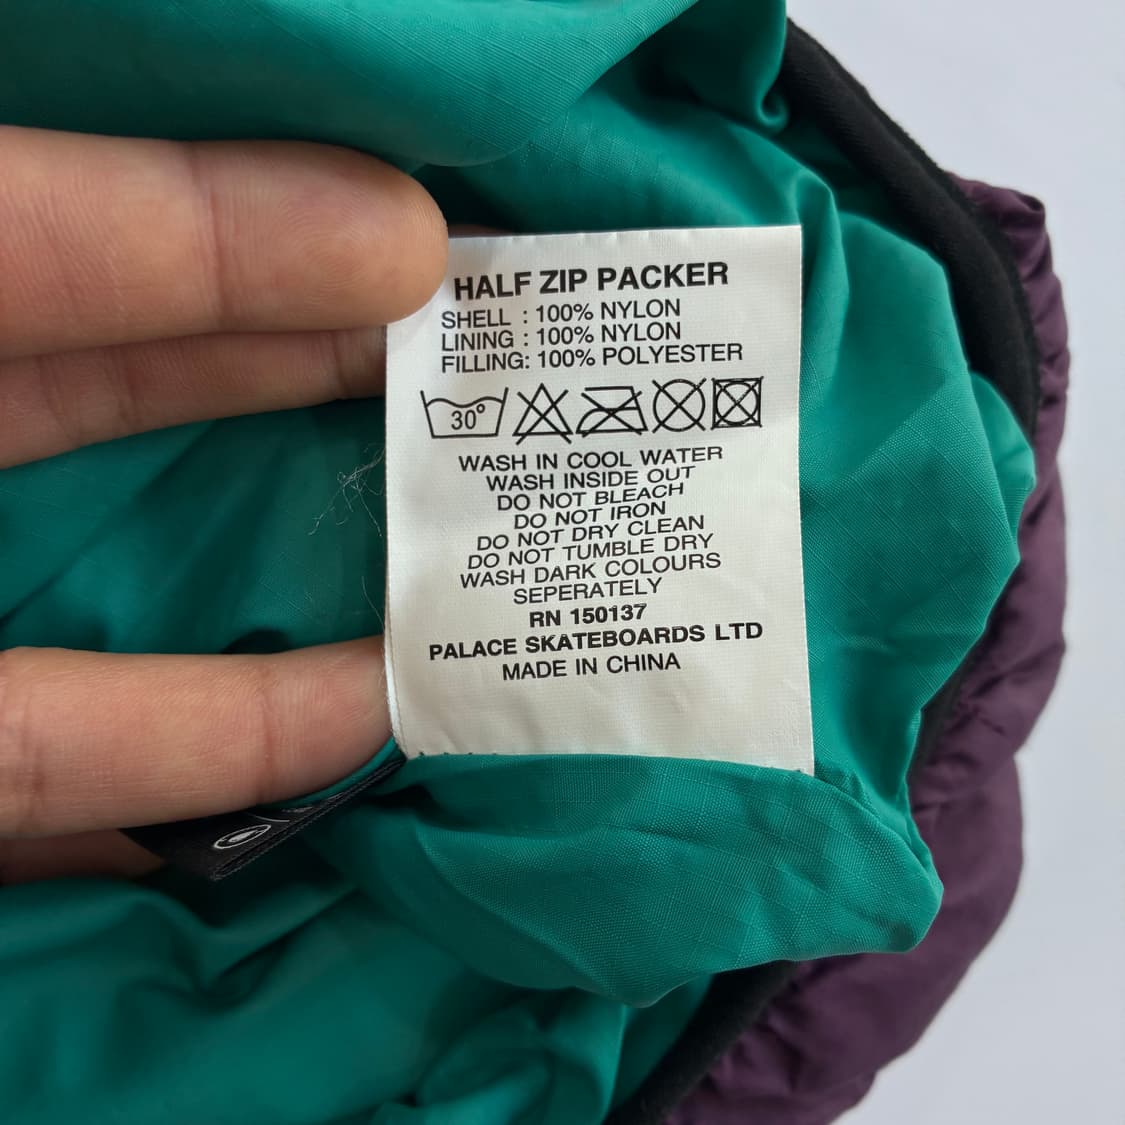 HALF ZIP PACKER
SHELL : 100% NYLON
LINING : 100% NYLON
FILLING: 100% POLYESTER
30°
WASH IN COOL WATER
WASH INSIDE OUT
DO NOT BLEACH
DO NOT IRON
DO NOT DRY CLEAN
DO NOT TUMBLE DRY
WASH DARK COLOURS
SEPERATELY
RN 150137
PALACE SKATEBOARDS LTD
MADE IN CHINA